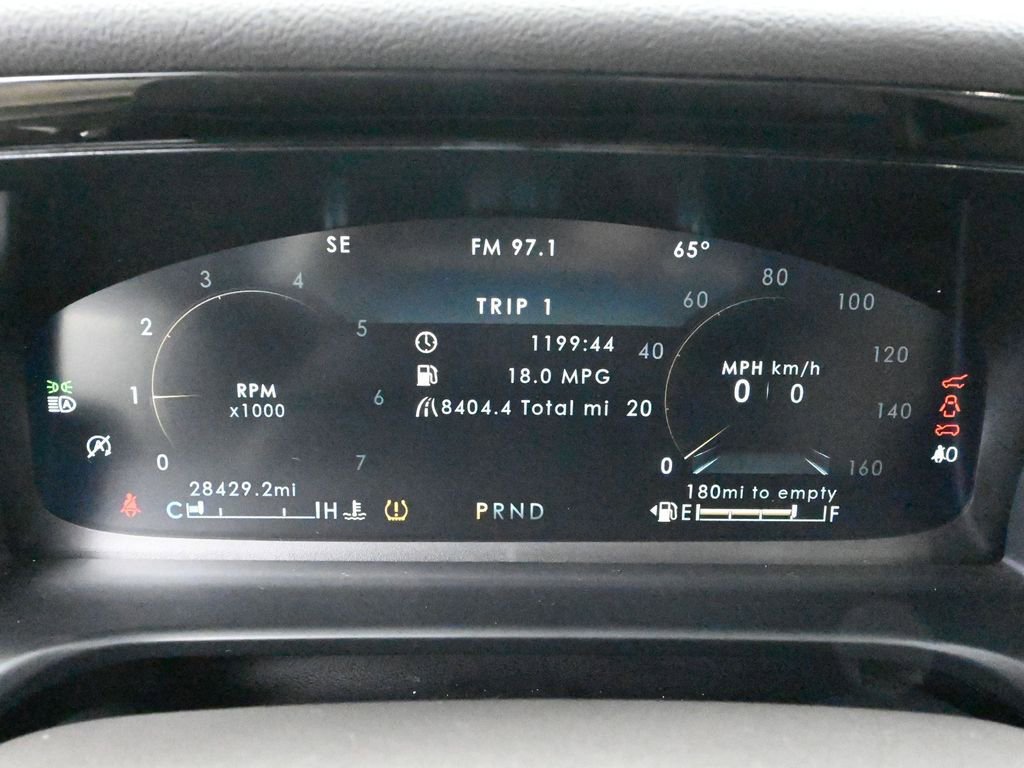 SE FM 97.1 65°
TRIP 1
1199:44
18.0 MPG
8404.4 Total mi
0 1 2 3 4 5 6 7
RPM
x1000
0 20 40 60 80 100 120 140 160
MPH km/h
0 0
28429.2mi
C H
PRND
180mi to empty
E F
A
A